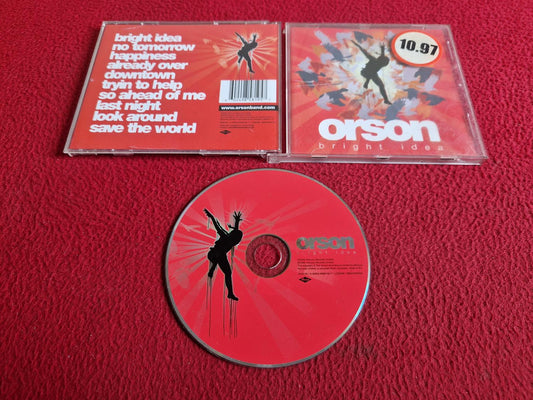 bright idea
no tomorrow
happiness
already over
downtown
tryin to help
so ahead of me
last night
look around
save the world
www.orsonband.com
10.97
orson
bright idea
orson
bright idea